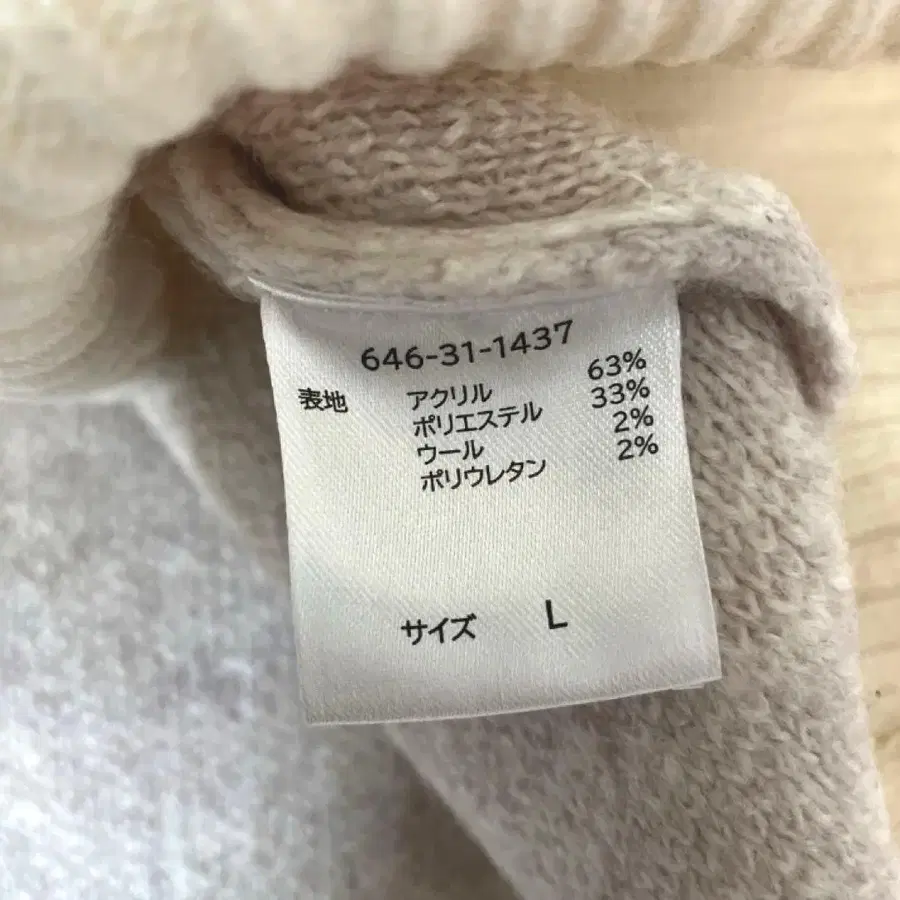 646-31-1437
表地 アクリル 63%
ポリエステル 33%
ウール 2%
ポリウレタン 2%
サイズ L